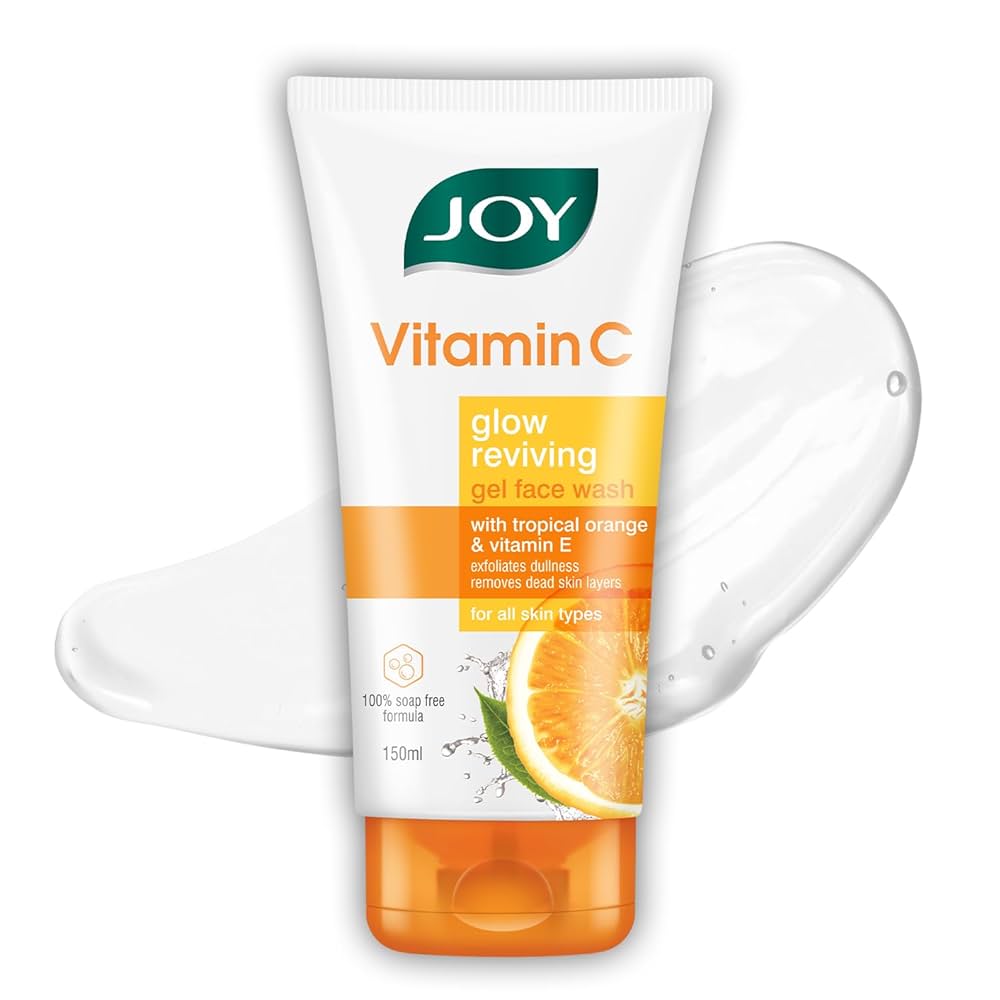 JOY
Vitamin C
glow
reviving
gel face wash
with tropical orange
& vitamin E
exfoliates dullness
removes dead skin layers
for all skin types
100% soap free
formula
150ml